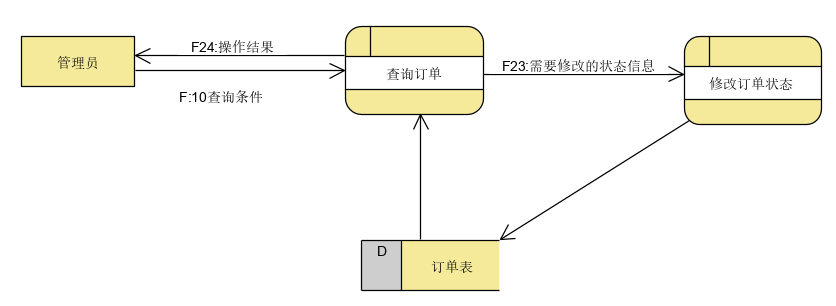 F24:操作结果
管理员
F:10查询条件
查询订单
F23:需要修改的状态信息
修改订单状态
D
订单表